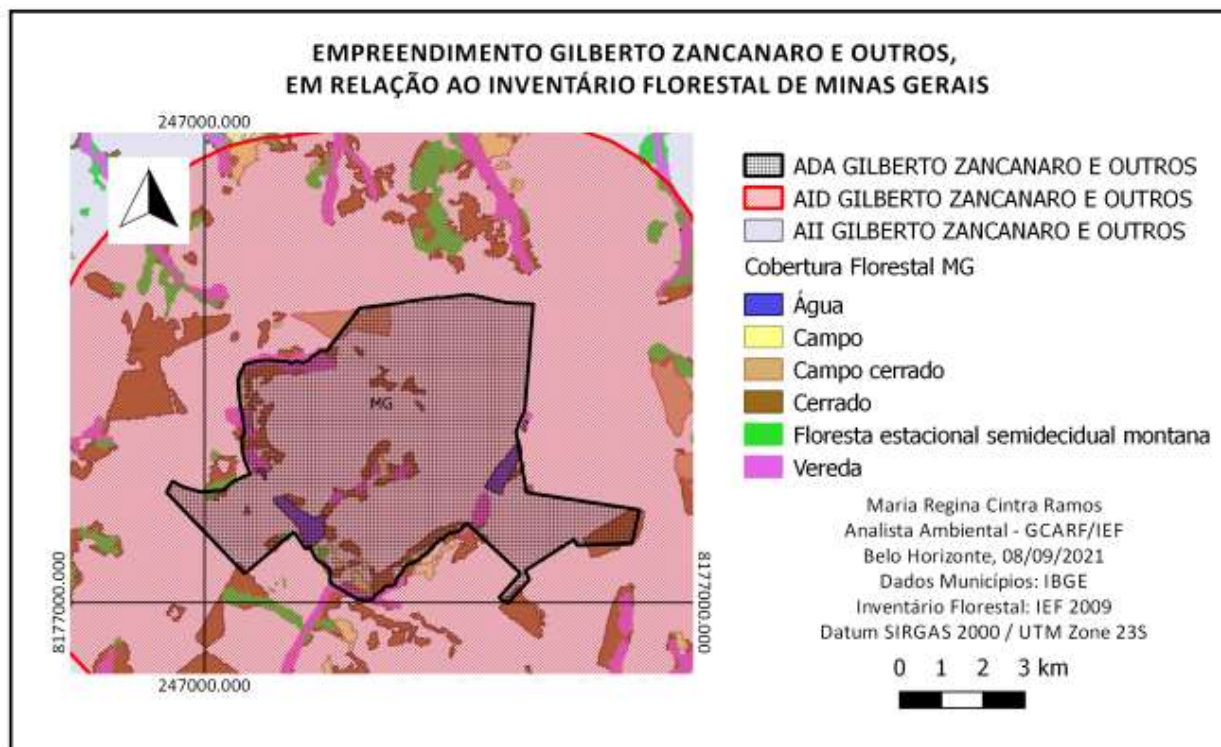 EMPREENDIMENTO GILBERTO ZANCANARO E OUTROS,
EM RELAÇÃO AO INVENTÁRIO FLORESTAL DE MINAS GERAIS
247000.000
MG
8177000.000
8177000.000
247000.000
ADA GILBERTO ZANCANARO E OUTROS
AID GILBERTO ZANCANARO E OUTROS
AII GILBERTO ZANCANARO E OUTROS
Cobertura Florestal MG
Água
Campo
Campo cerrado
Cerrado
Floresta estacional semidecidual montana
Vereda
Maria Regina Cintra Ramos
Analista Ambiental - GCARF/IEF
Belo Horizonte, 08/09/2021
Dados Municípios: IBGE
Inventário Florestal: IEF 2009
Datum SIRGAS 2000 / UTM Zone 23S
0 1 2 3 km